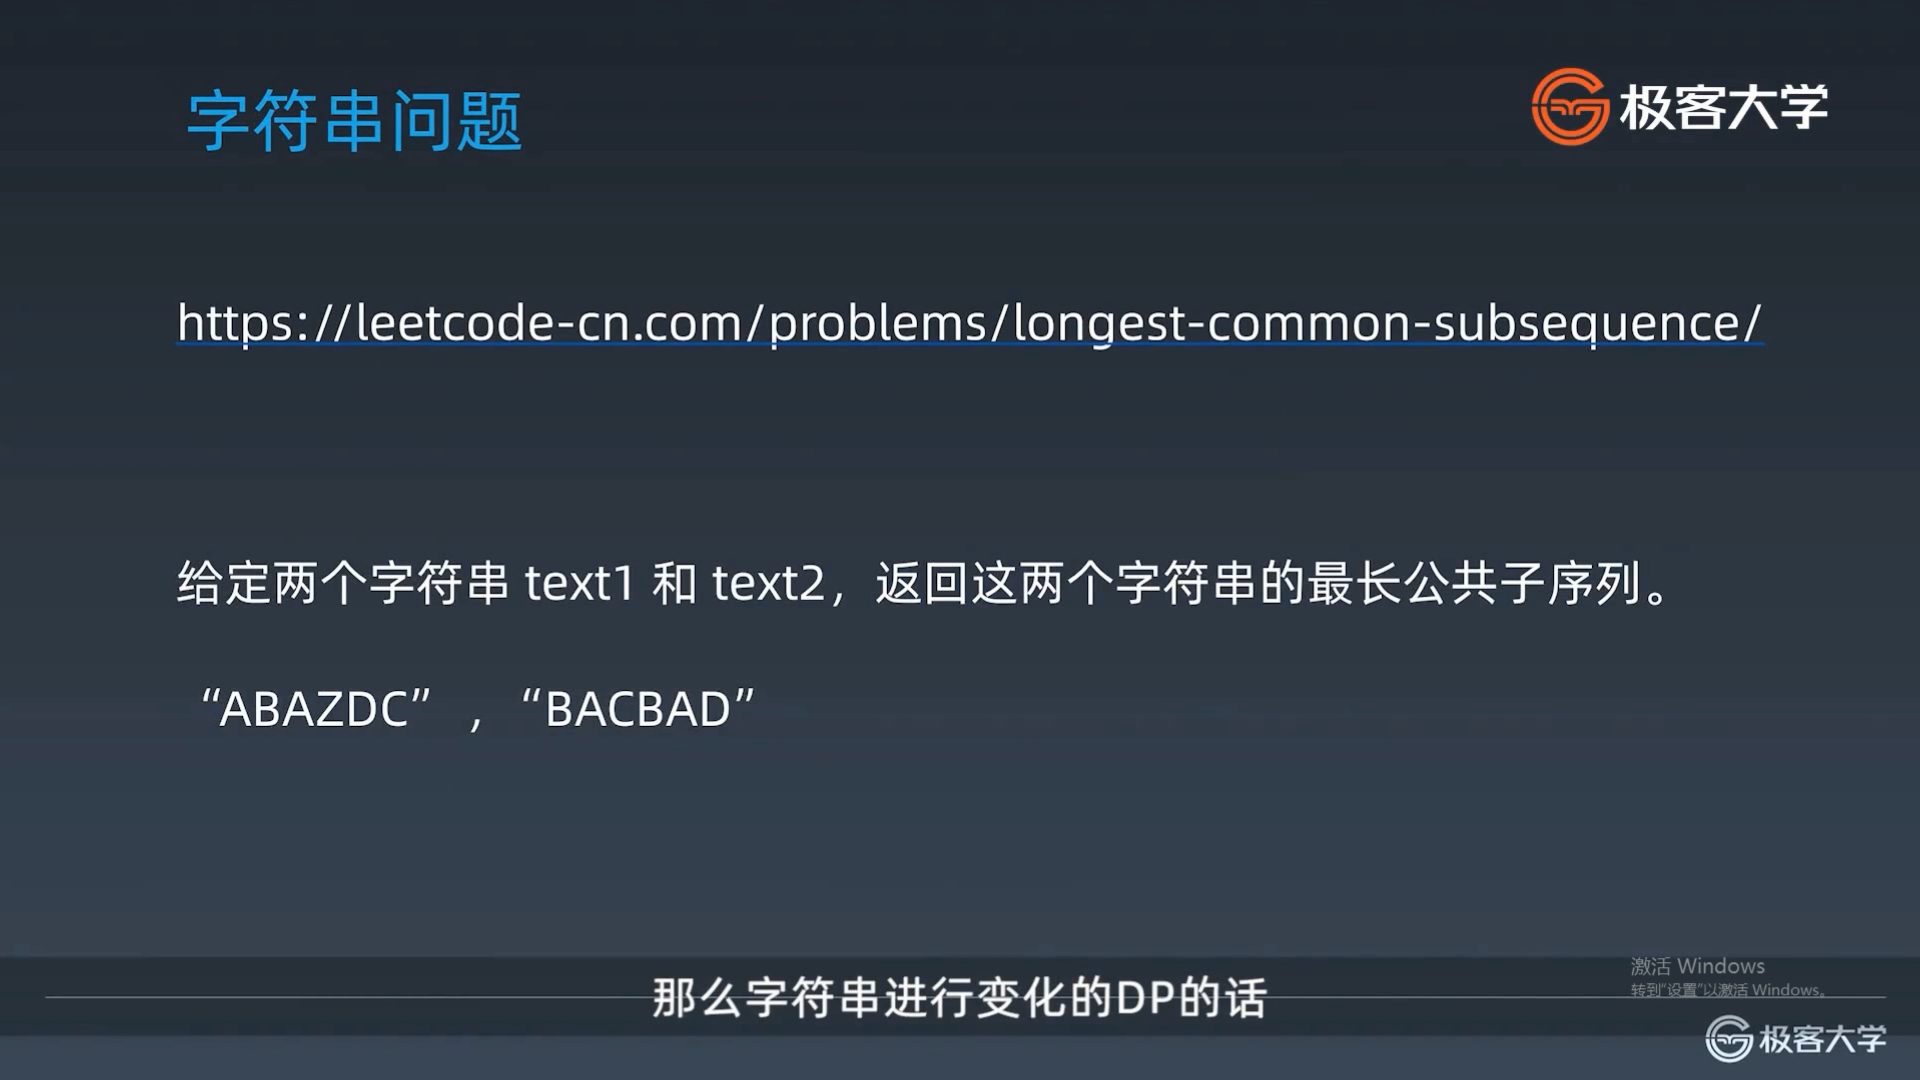 字符串问题
极客大学
https://leetcode-cn.com/problems/longest-common-subsequence/
给定两个字符串 text1 和 text2，返回这两个字符串的最长公共子序列。
“ABAZDC” ，“BACBAD”
激活 Windows
转到“设置”以激活 Windows。
那么字符串进行变化的DP的话
极客大学